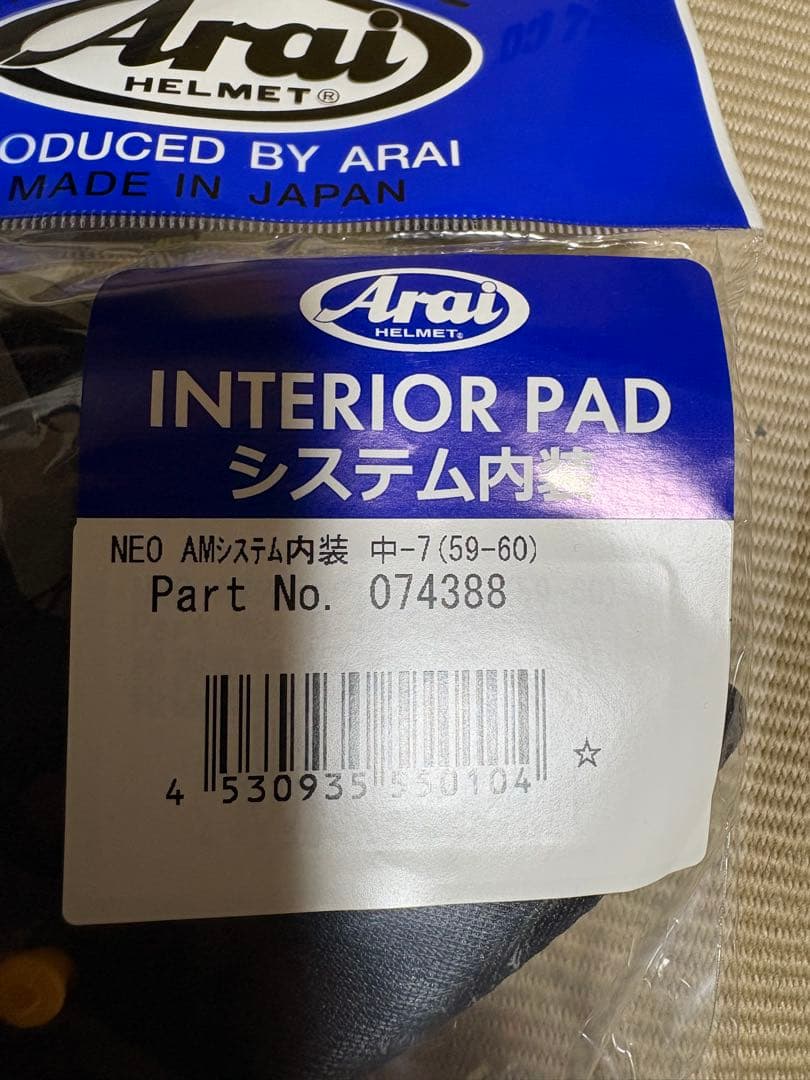 Arai
HELMET®
ODUCED BY ARAI
MADE IN JAPAN
Arai
HELMET®
INTERIOR PAD
システム内装
NEO AMシステム内装 中-7(59-60)
Part No. 074388
☆
4 530935 550104